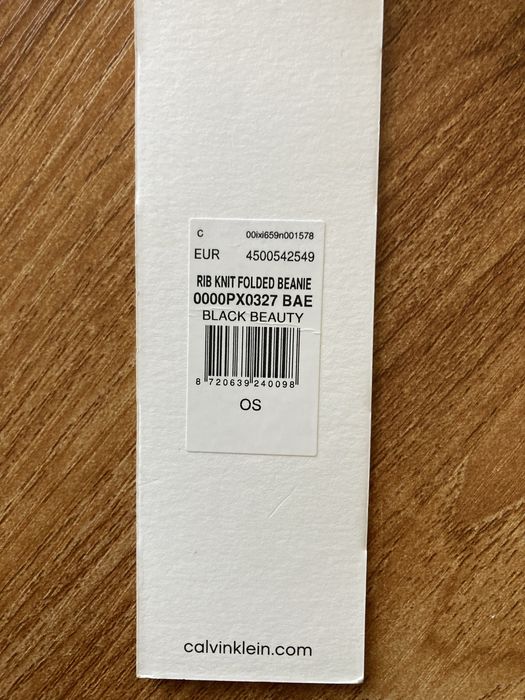 C 00ixi659n001578
EUR 4500542549
RIB KNIT FOLDED BEANIE
0000PX0327 BAE
BLACK BEAUTY
8 720639 240098
OS
calvinklein.com